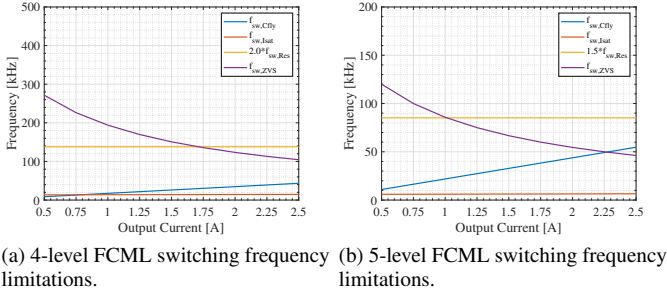 500
400
300
200
100
0
Frequency [kHz]
f_sw,Cfly
f_sw,Isat
2.0*f_sw,Res
f_sw,ZVS
0.5 0.75 1 1.25 1.5 1.75 2 2.25 2.5
Output Current [A]
(a) 4-level FCML switching frequency
limitations.
200
150
100
50
0
Frequency [kHz]
f_sw,Cfly
f_sw,Isat
1.5*f_sw,Res
f_sw,ZVS
0.5 0.75 1 1.25 1.5 1.75 2 2.25 2.5
Output Current [A]
(b) 5-level FCML switching frequency
limitations.